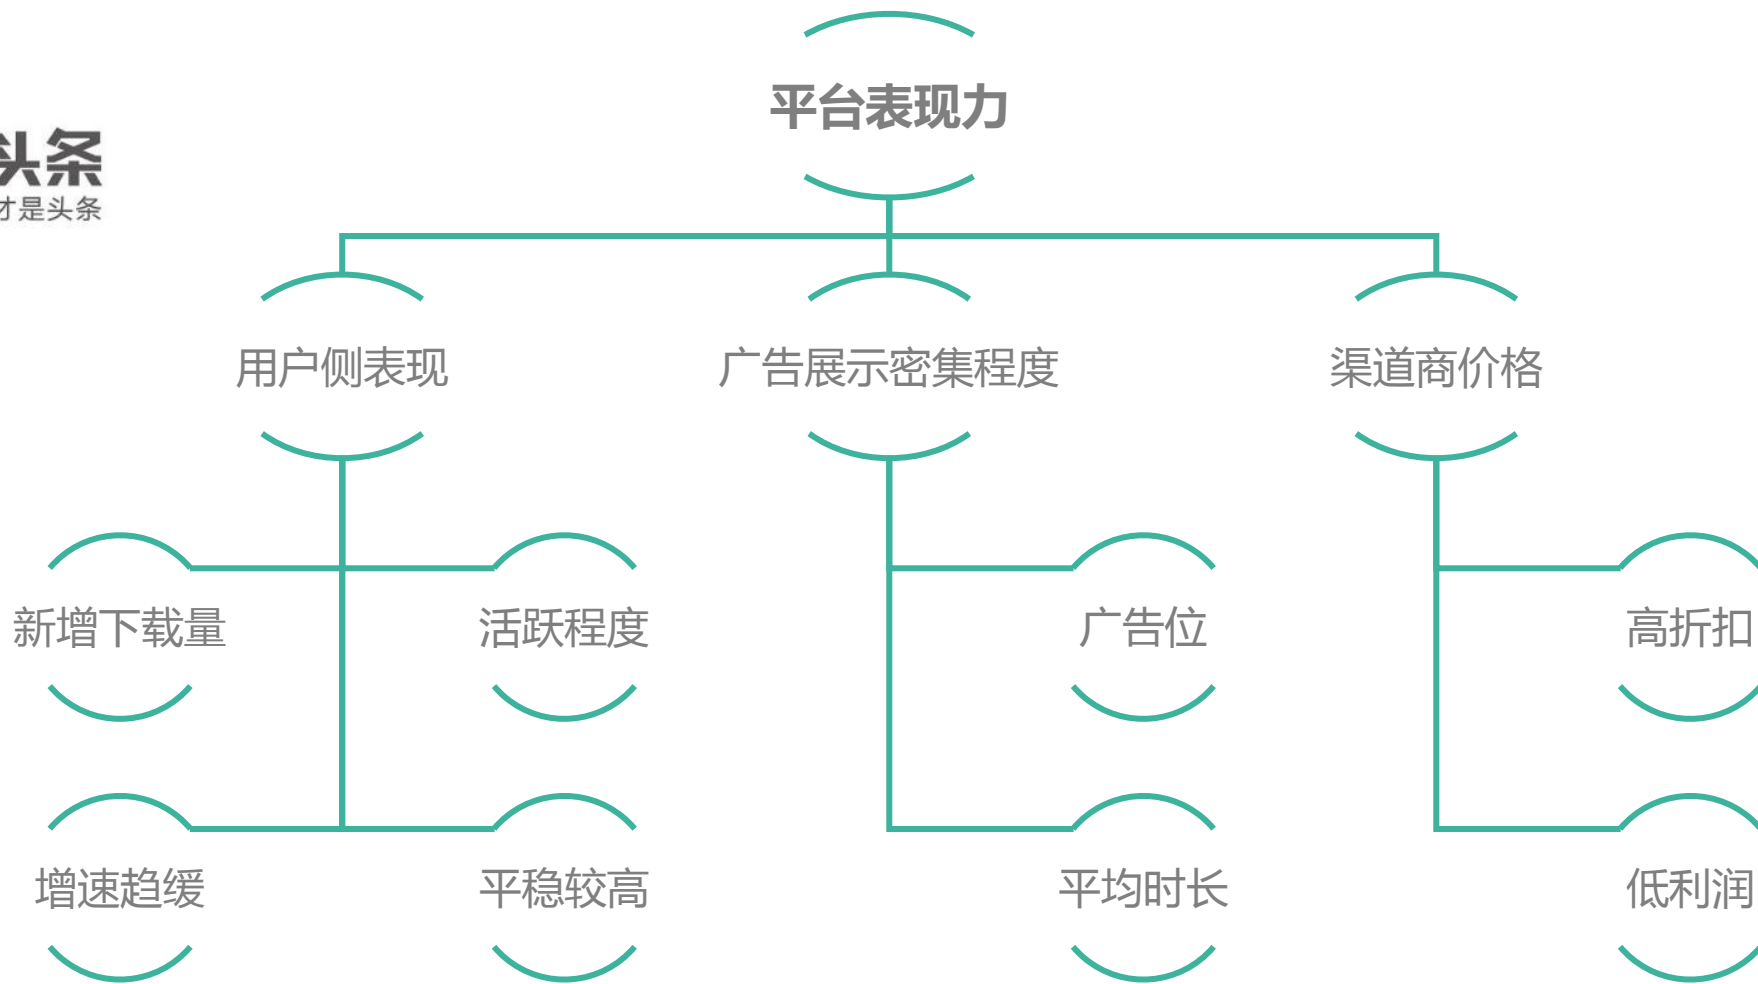 平台表现力
头条
才是头条
用户侧表现
广告展示密集程度
渠道商价格
新增下载量
活跃程度
广告位
高折扣
增速趋缓
平稳较高
平均时长
低利润